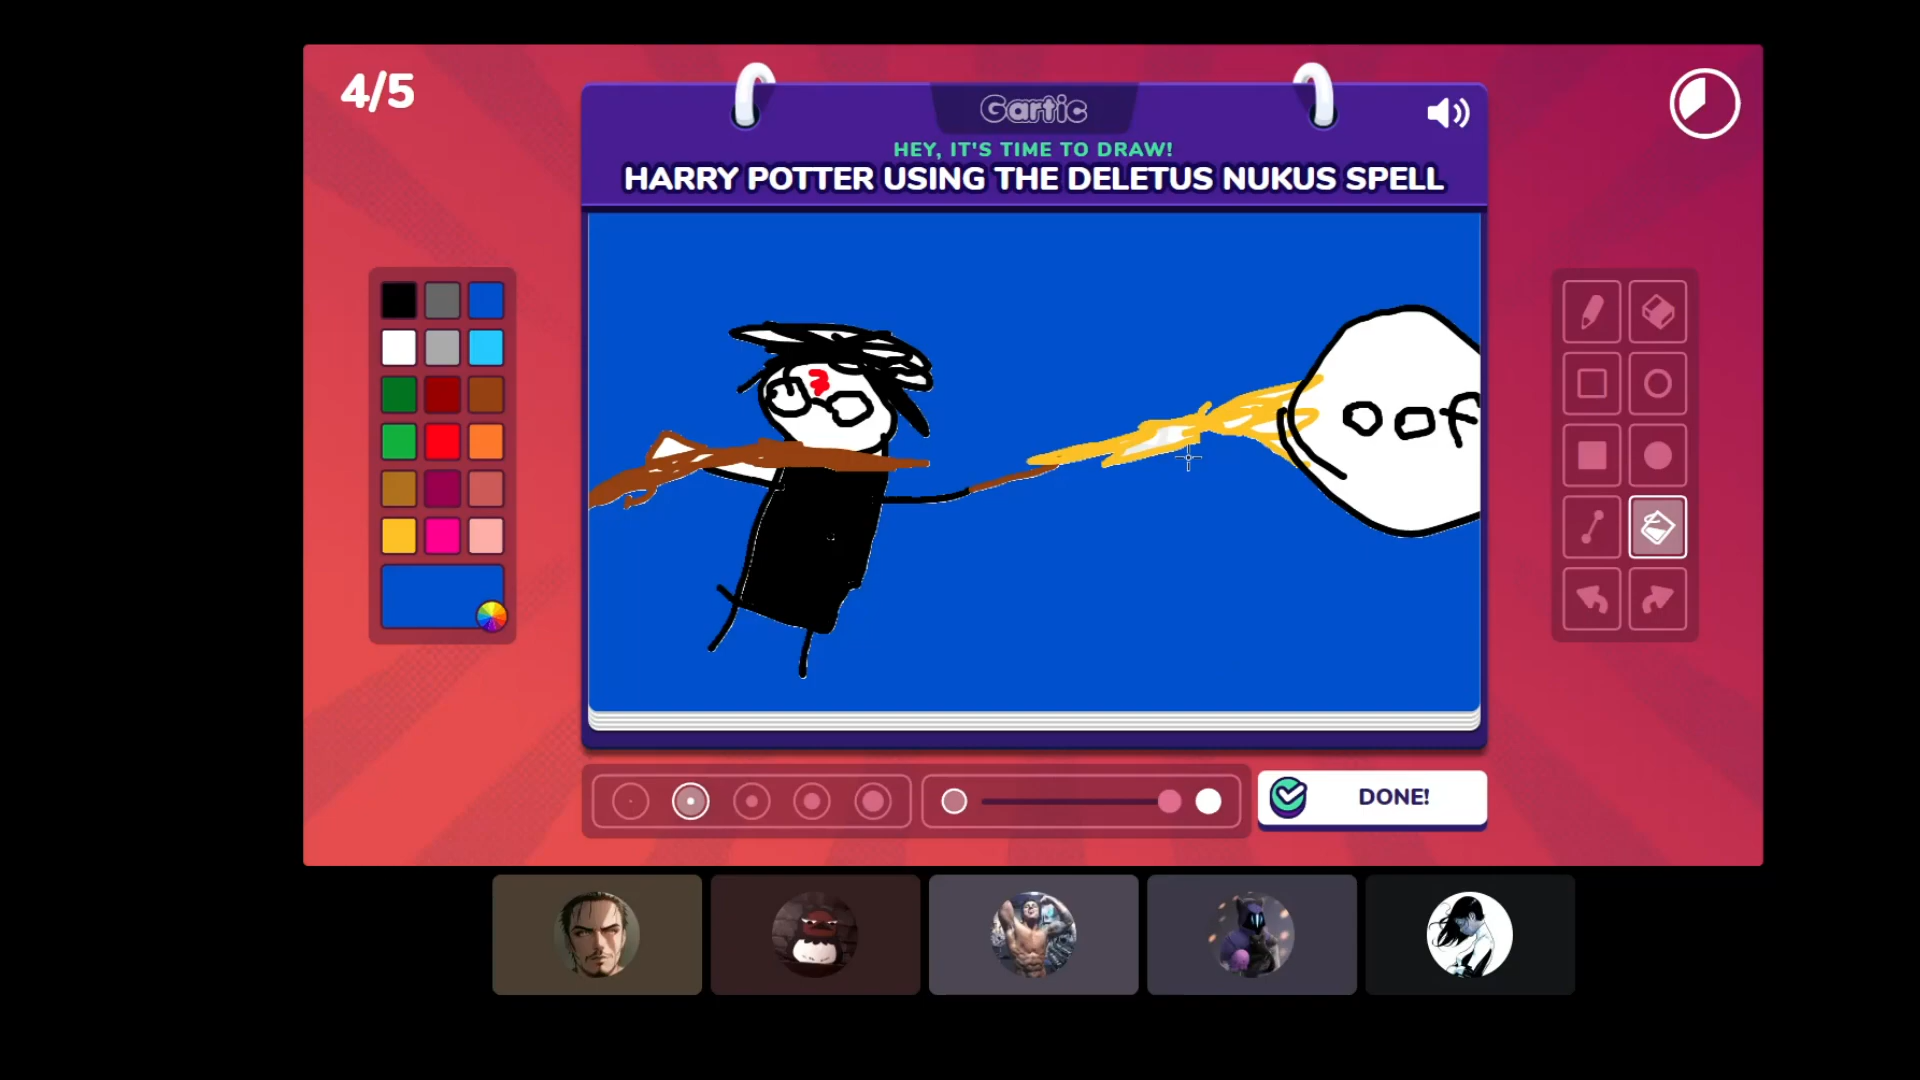 4/5
Gartic
HEY, IT'S TIME TO DRAW!
HARRY POTTER USING THE DELETUS NUKUS SPELL
oof
DONE!